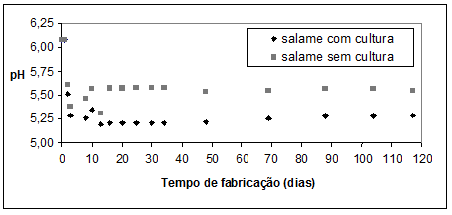 6,25
6,00
5,75
5,50
5,25
5,00
pH
salame com cultura
salame sem cultura
0 10 20 30 40 50 60 70 80 90 100 110 120
Tempo de fabricação (dias)